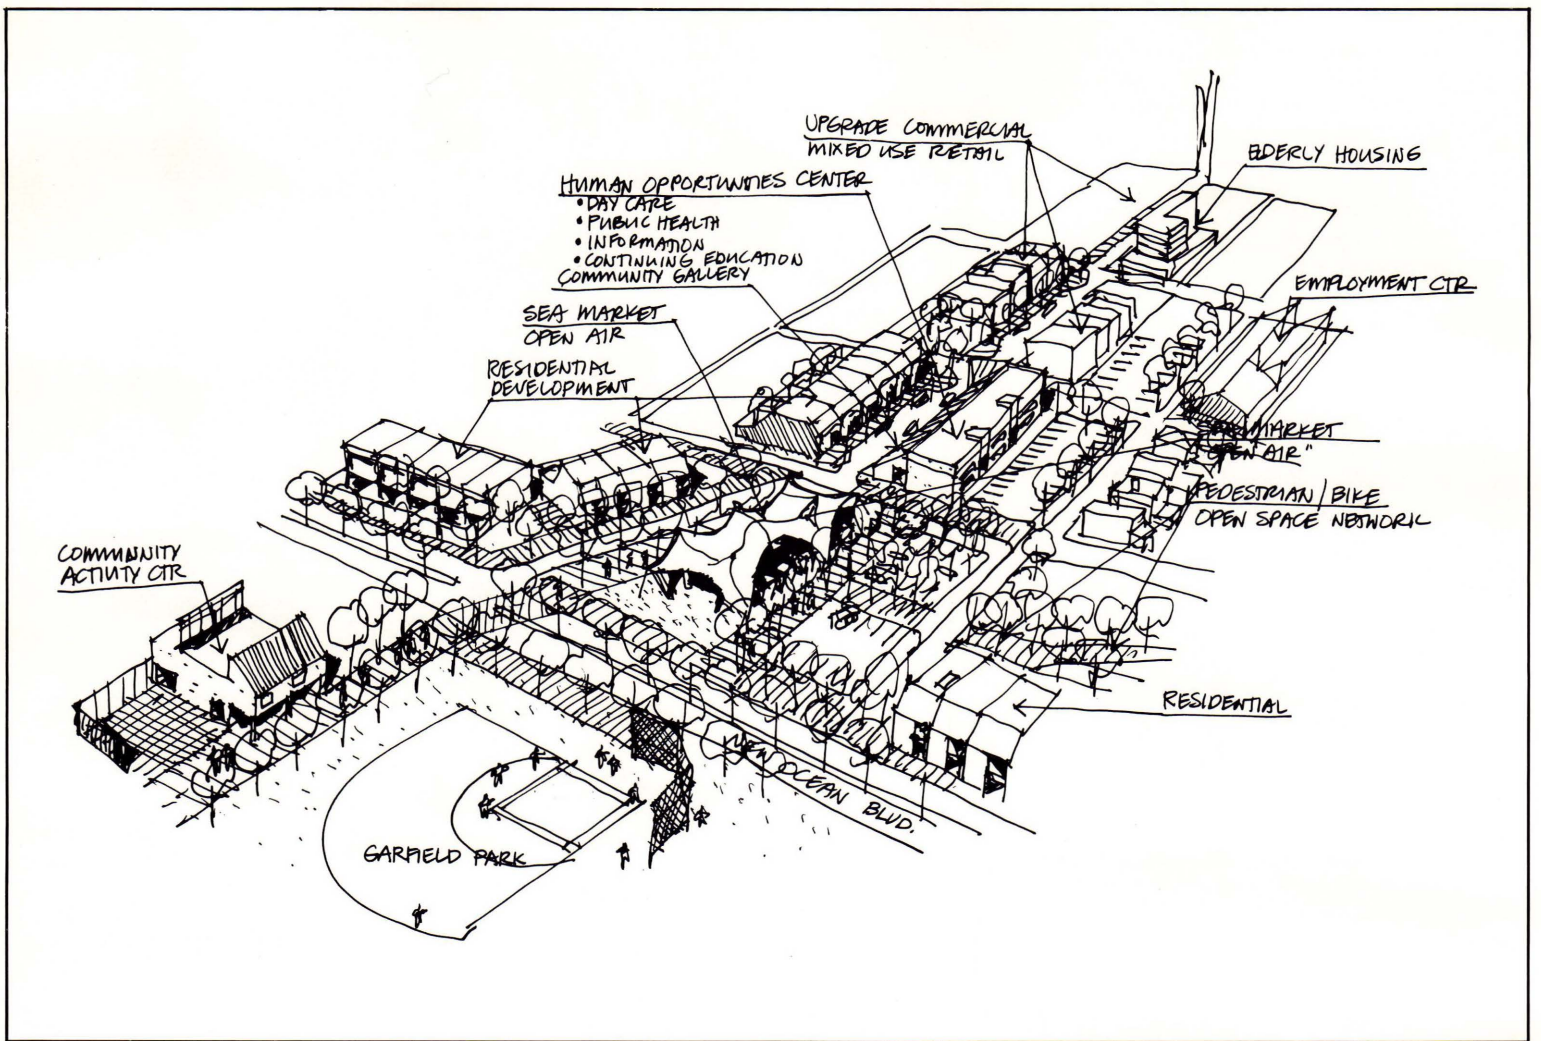 UPGRADE COMMERCIAL
MIXED USE RETAIL
ELDERLY HOUSING
HUMAN OPPORTUNITIES CENTER
• DAY CARE
• PUBLIC HEALTH
• INFORMATION
• CONTINUING EDUCATION
COMMUNITY GALLERY
EMPLOYMENT CTR
SEA MARKET
OPEN AIR
RESIDENTIAL
DEVELOPMENT
MARKET
"OPEN AIR"
PEDESTRIAN/BIKE
OPEN SPACE NETWORK
COMMUNNITY
ACTIVITY CTR
RESIDENTIAL
NEW OCEAN BLVD.
GARFIELD PARK